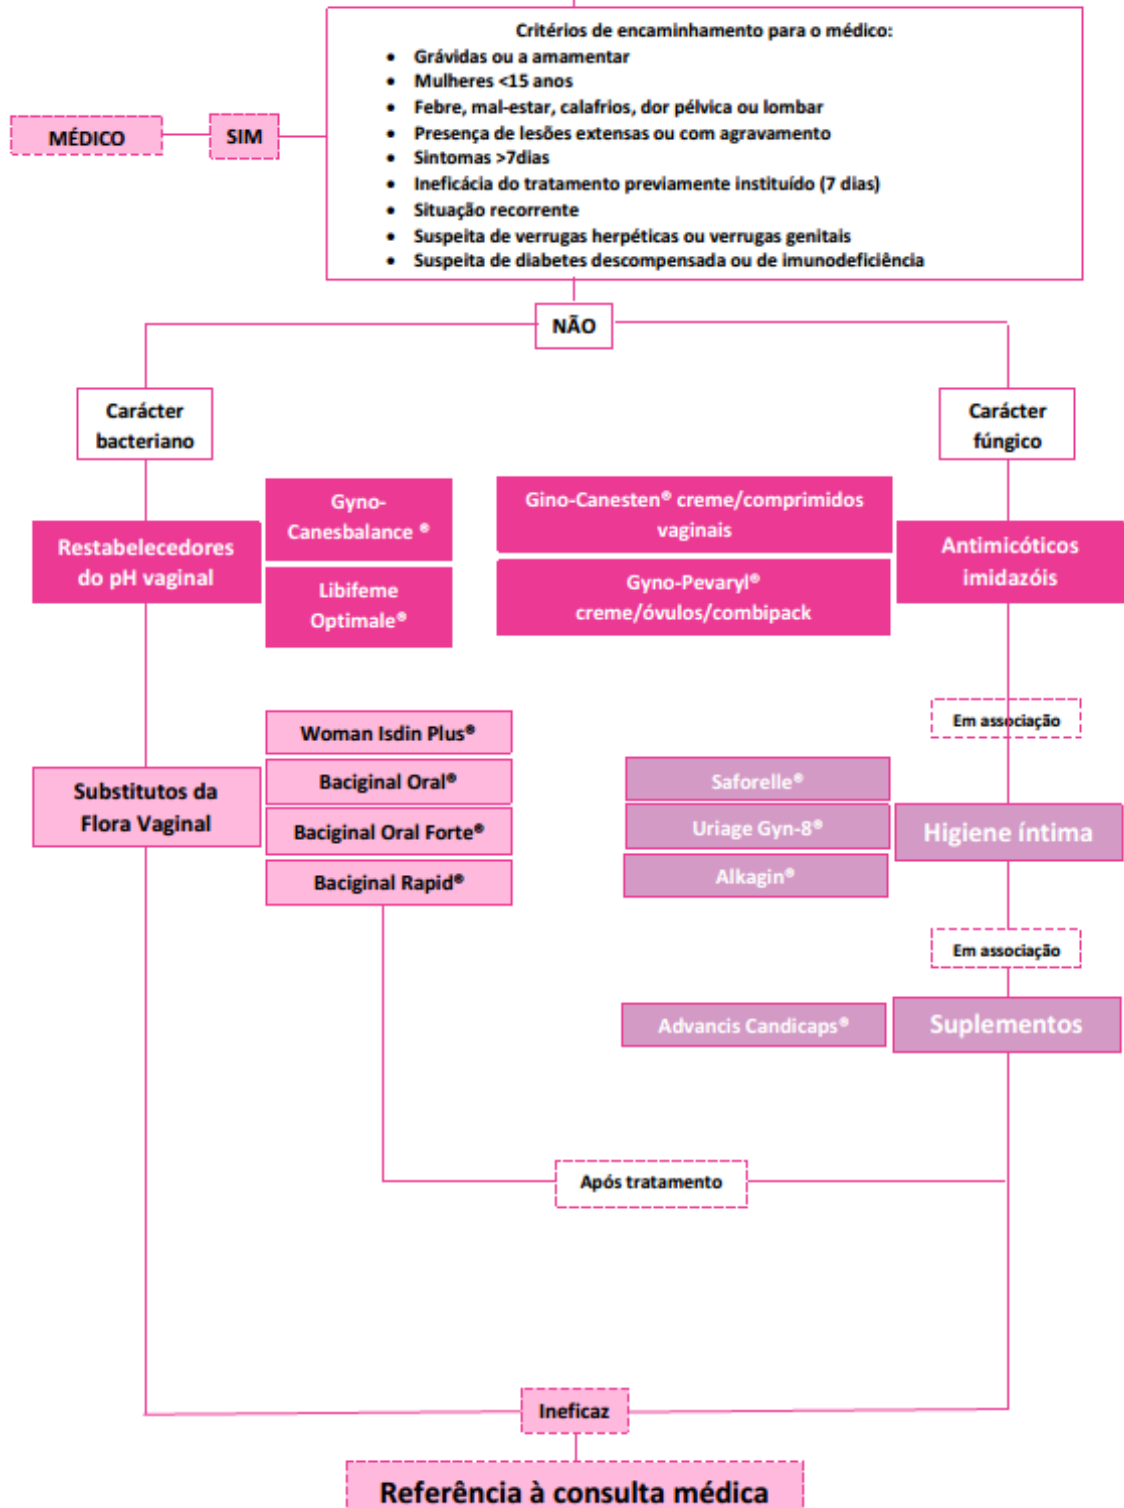 Critérios de encaminhamento para o médico:
• Grávidas ou a amamentar
• Mulheres <15 anos
• Febre, mal-estar, calafrios, dor pélvica ou lombar
• Presença de lesões extensas ou com agravamento
• Sintomas >7dias
• Ineficácia do tratamento previamente instituído (7 dias)
• Situação recorrente
• Suspeita de verrugas herpéticas ou verrugas genitais
• Suspeita de diabetes descompensada ou de imunodeficiência
MÉDICO
SIM
NÃO
Carácter
bacteriano
Carácter
fúngico
Restabelecedores
do pH vaginal
Gyno-
Canesbalance ®
Libifeme
Optimale®
Gino-Canesten® creme/comprimidos
vaginais
Gyno-Pevaryl®
creme/óvulos/combipack
Antimicóticos
imidazóis
Em associação
Substitutos da
Flora Vaginal
Woman Isdin Plus®
Baciginal Oral®
Baciginal Oral Forte®
Baciginal Rapid®
Saforelle®
Uriage Gyn-8®
Alkagin®
Higiene íntima
Em associação
Advancis Candicaps®
Suplementos
Após tratamento
Ineficaz
Referência à consulta médica